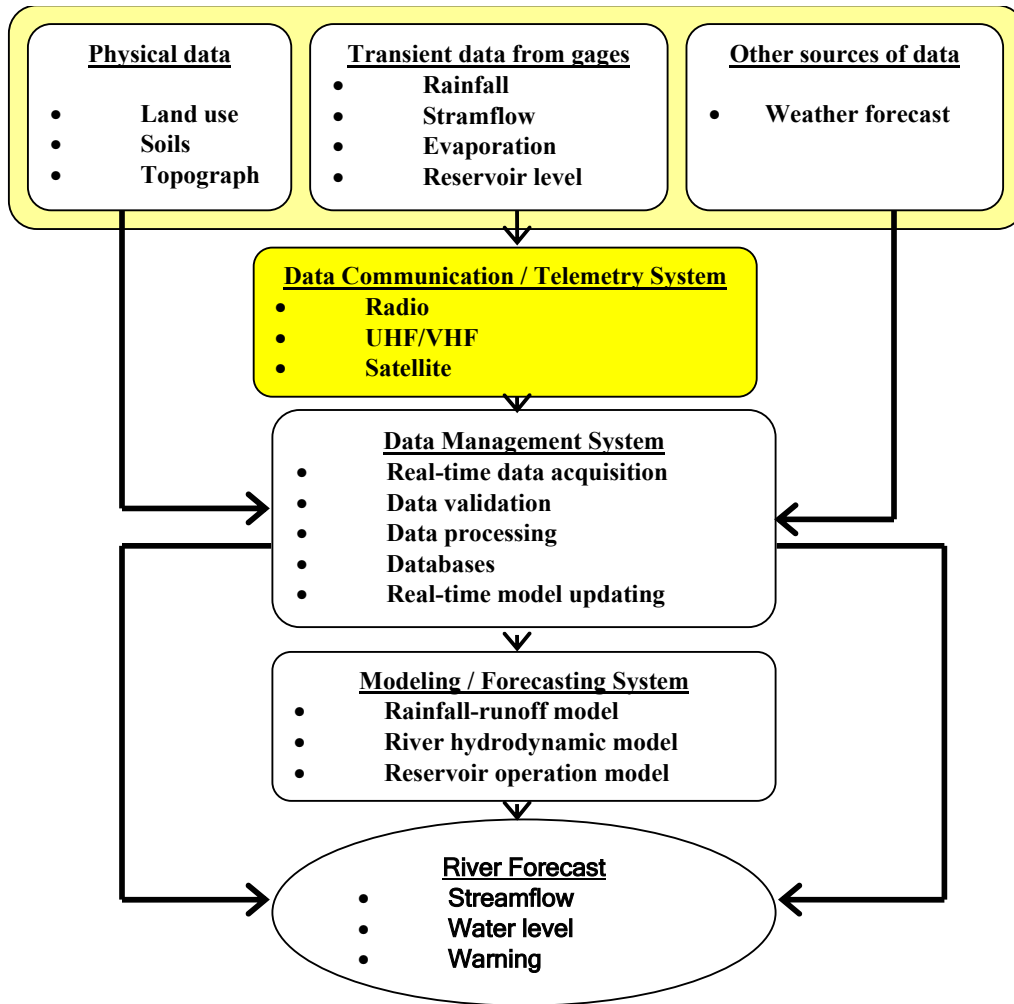 Physical data
• Land use
• Soils
• Topograph
Transient data from gages
• Rainfall
• Stramflow
• Evaporation
• Reservoir level
Other sources of data
• Weather forecast
Data Communication / Telemetry System
• Radio
• UHF/VHF
• Satellite
Data Management System
• Real-time data acquisition
• Data validation
• Data processing
• Databases
• Real-time model updating
Modeling / Forecasting System
• Rainfall-runoff model
• River hydrodynamic model
• Reservoir operation model
River Forecast
• Streamflow
• Water level
• Warning